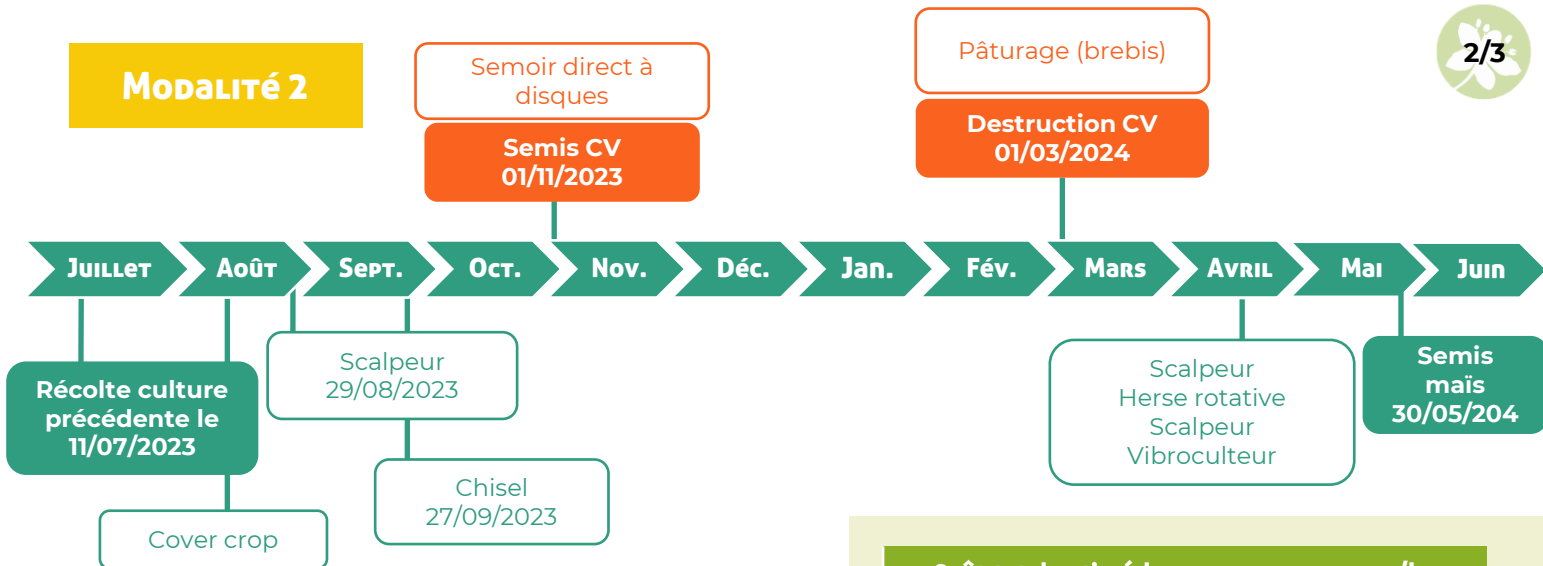 Modalité 2
Semoir direct à
disques
Semis CV
01/11/2023
Pâturage (brebis)
Destruction CV
01/03/2024
2/3
Juillet
Août
Sept.
Oct.
Nov.
Déc.
Jan.
Fév.
Mars
Avril
Mai
Juin
Récolte culture
précédente le
11/07/2023
Cover crop
Scalpeur
29/08/2023
Chisel
27/09/2023
Scalpeur
Herse rotative
Scalpeur
Vibroculteur
Semis
maïs
30/05/204